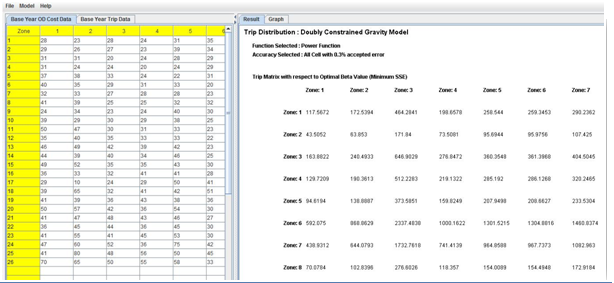 File Model Help
Base Year OD Cost Data Base Year Trip Data
Zone 1 2 3 4 5 6
1 26 23 28 24 31 35
2 29 26 27 23 39 34
3 31 31 20 24 28 29
4 31 24 24 20 24 29
5 37 38 33 24 22 31
6 40 35 29 31 33 20
7 32 33 27 28 28 23
8 41 39 25 25 32 32
9 24 34 23 24 40 30
10 39 29 30 29 38 25
11 50 47 30 31 33 23
12 35 40 35 33 33 22
13 46 49 42 39 42 23
14 44 39 40 34 46 25
15 49 52 35 35 43 30
16 36 33 32 41 41 28
17 29 10 24 29 50 41
18 39 65 32 41 42 51
19 41 39 36 43 38 36
20 50 57 42 36 54 30
21 41 47 48 43 46 27
22 36 45 44 36 45 30
23 41 55 41 45 53 30
24 47 60 52 36 75 42
25 41 80 48 56 50 45
26 70 65 50 55 58 33
Result Graph
Trip Distribution : Doubly Constrained Gravity Model
Function Selected : Power Function
Accuracy Selected : All Cell with 0.3% accepted error
Trip Matrix with respect to Optimal Beta Value (Minimum SSE)
Zone: 1 Zone: 2 Zone: 3 Zone: 4 Zone: 5 Zone: 6 Zone: 7
Zone: 1 117.5672 172.5394 464.2841 198.6578 258.544 259.3453 290.2362
Zone: 2 43.5052 63.853 171.84 73.5081 95.6944 95.9756 107.425
Zone: 3 163.8822 240.4933 646.9029 276.8472 360.3548 361.3968 404.5045
Zone: 4 129.7209 190.3613 512.2283 219.1322 285.192 286.1268 320.2465
Zone: 5 94.6194 138.8887 373.5851 159.8249 207.9498 208.6627 233.5304
Zone: 6 592.075 868.8629 2337.4838 1000.1622 1301.5215 1304.8816 1460.8374
Zone: 7 438.9312 644.0793 1732.7618 741.4139 964.8598 967.7373 1082.963
Zone: 8 70.0784 102.8396 276.6026 118.357 154.0089 154.4948 172.9184